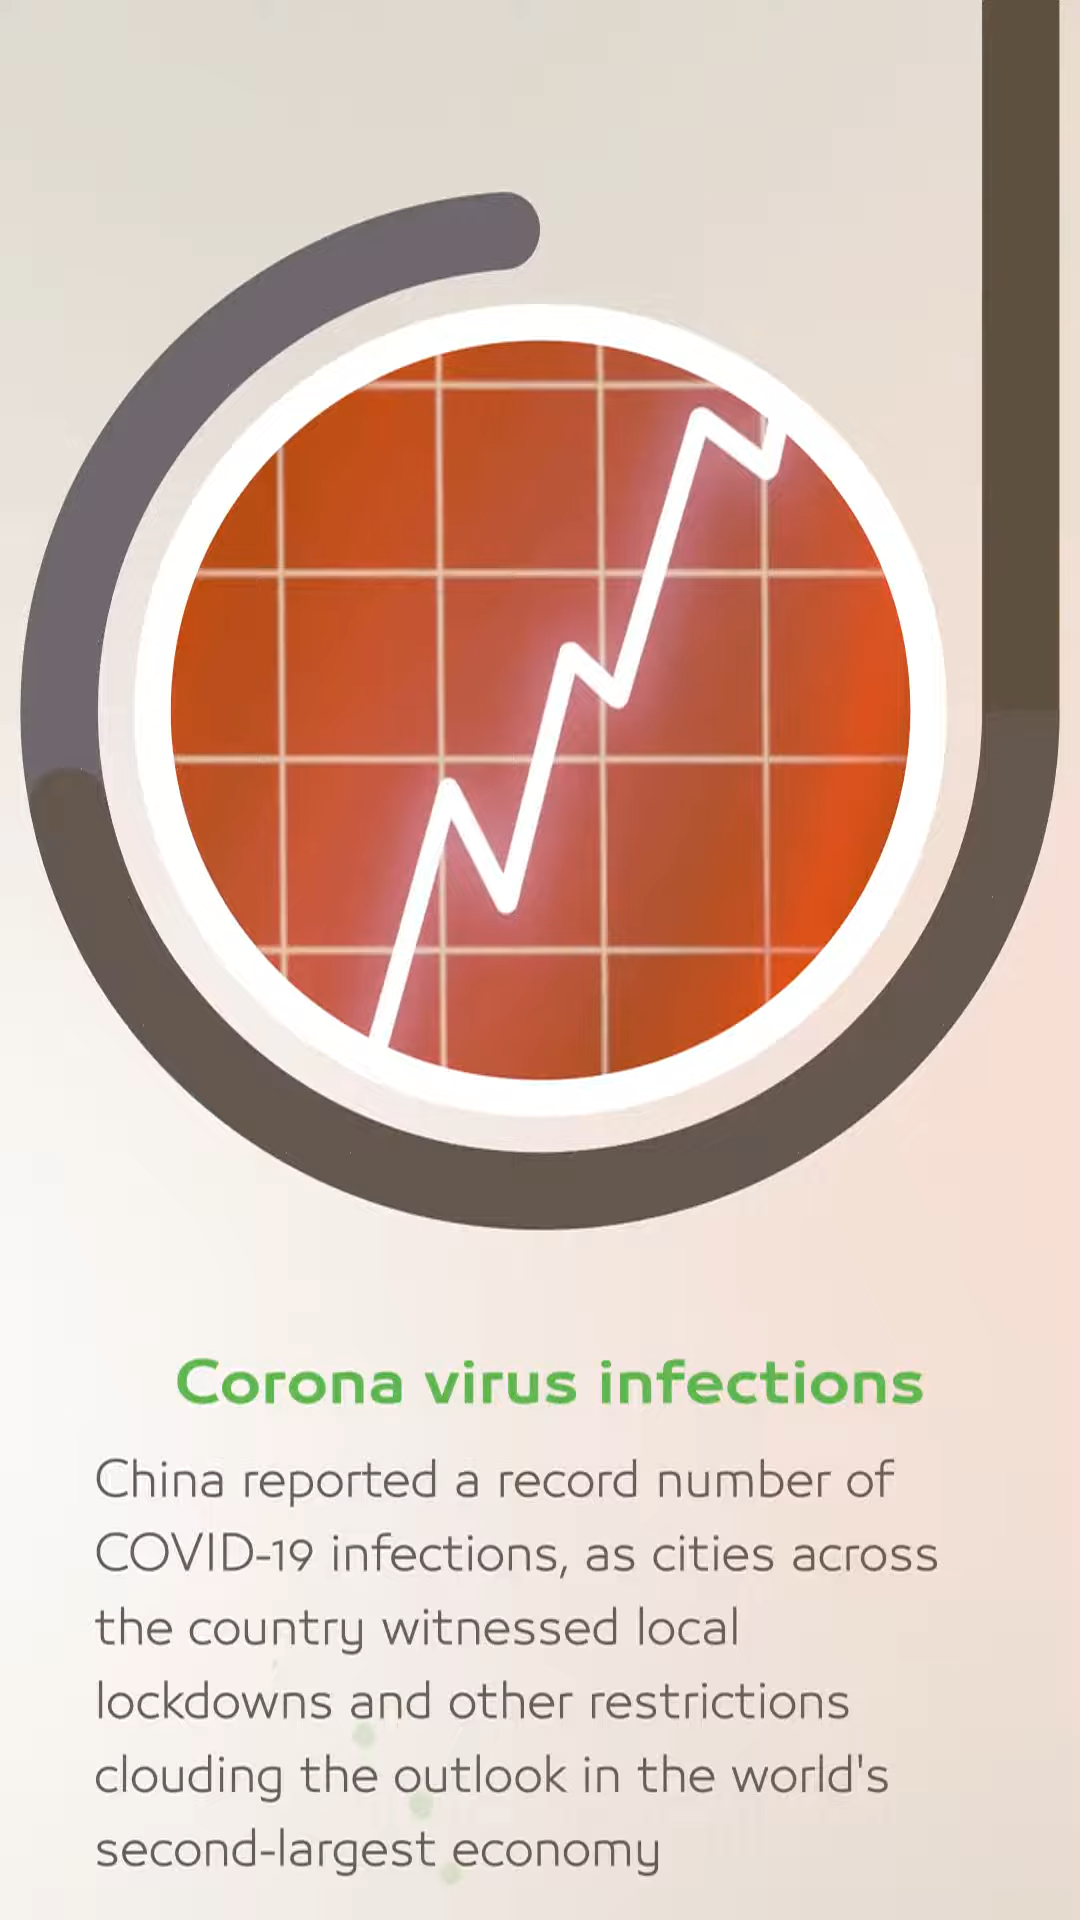 Corona virus infections
China reported a record number of
COVID-19 infections, as cities across
the country witnessed local
lockdowns and other restrictions
clouding the outlook in the world's
second-largest economy